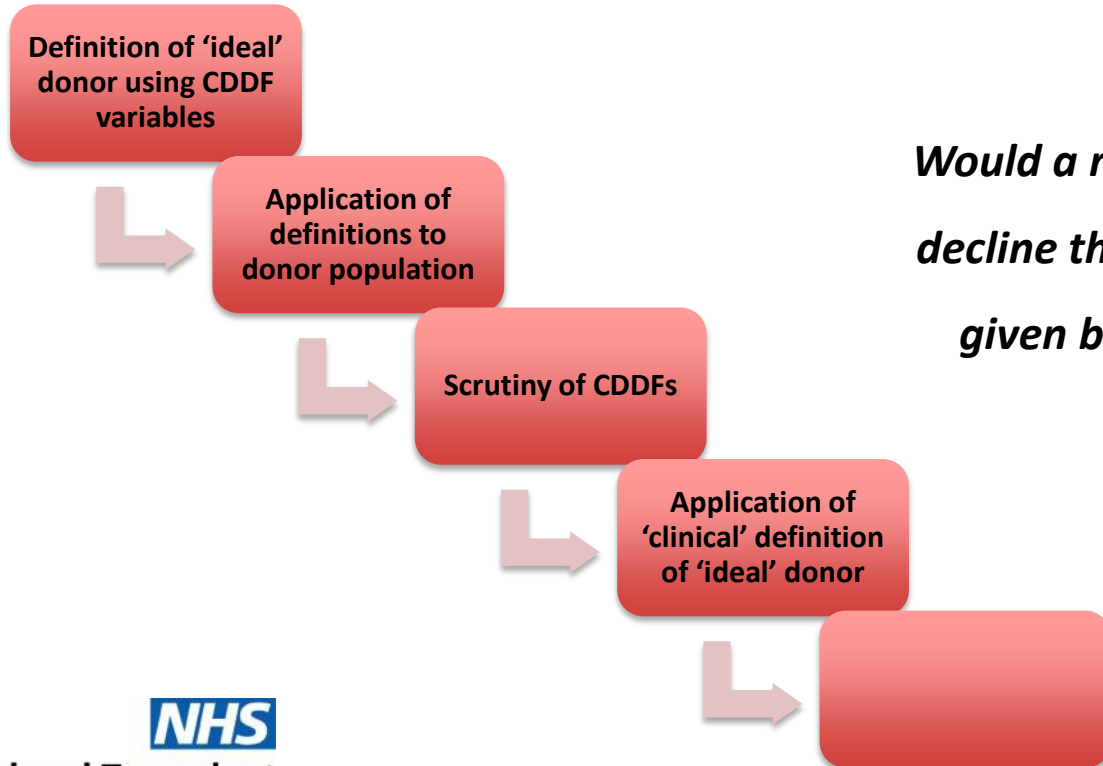 Definition of ‘ideal’
donor using CDDF
variables
Application of
definitions to
donor population
Scrutiny of CDDFs
Application of
‘clinical’ definition
of ‘ideal’ donor
Would a
decline
given
NHS